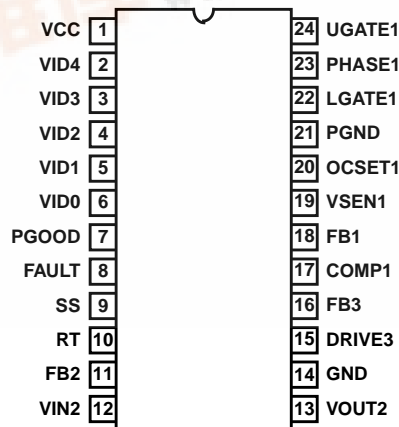 VCC 1 24 UGATE1
VID4 2 23 PHASE1
VID3 3 22 LGATE1
VID2 4 21 PGND
VID1 5 20 OCSET1
VID0 6 19 VSEN1
PGOOD 7 18 FB1
FAULT 8 17 COMP1
SS 9 16 FB3
RT 10 15 DRIVE3
FB2 11 14 GND
VIN2 12 13 VOUT2